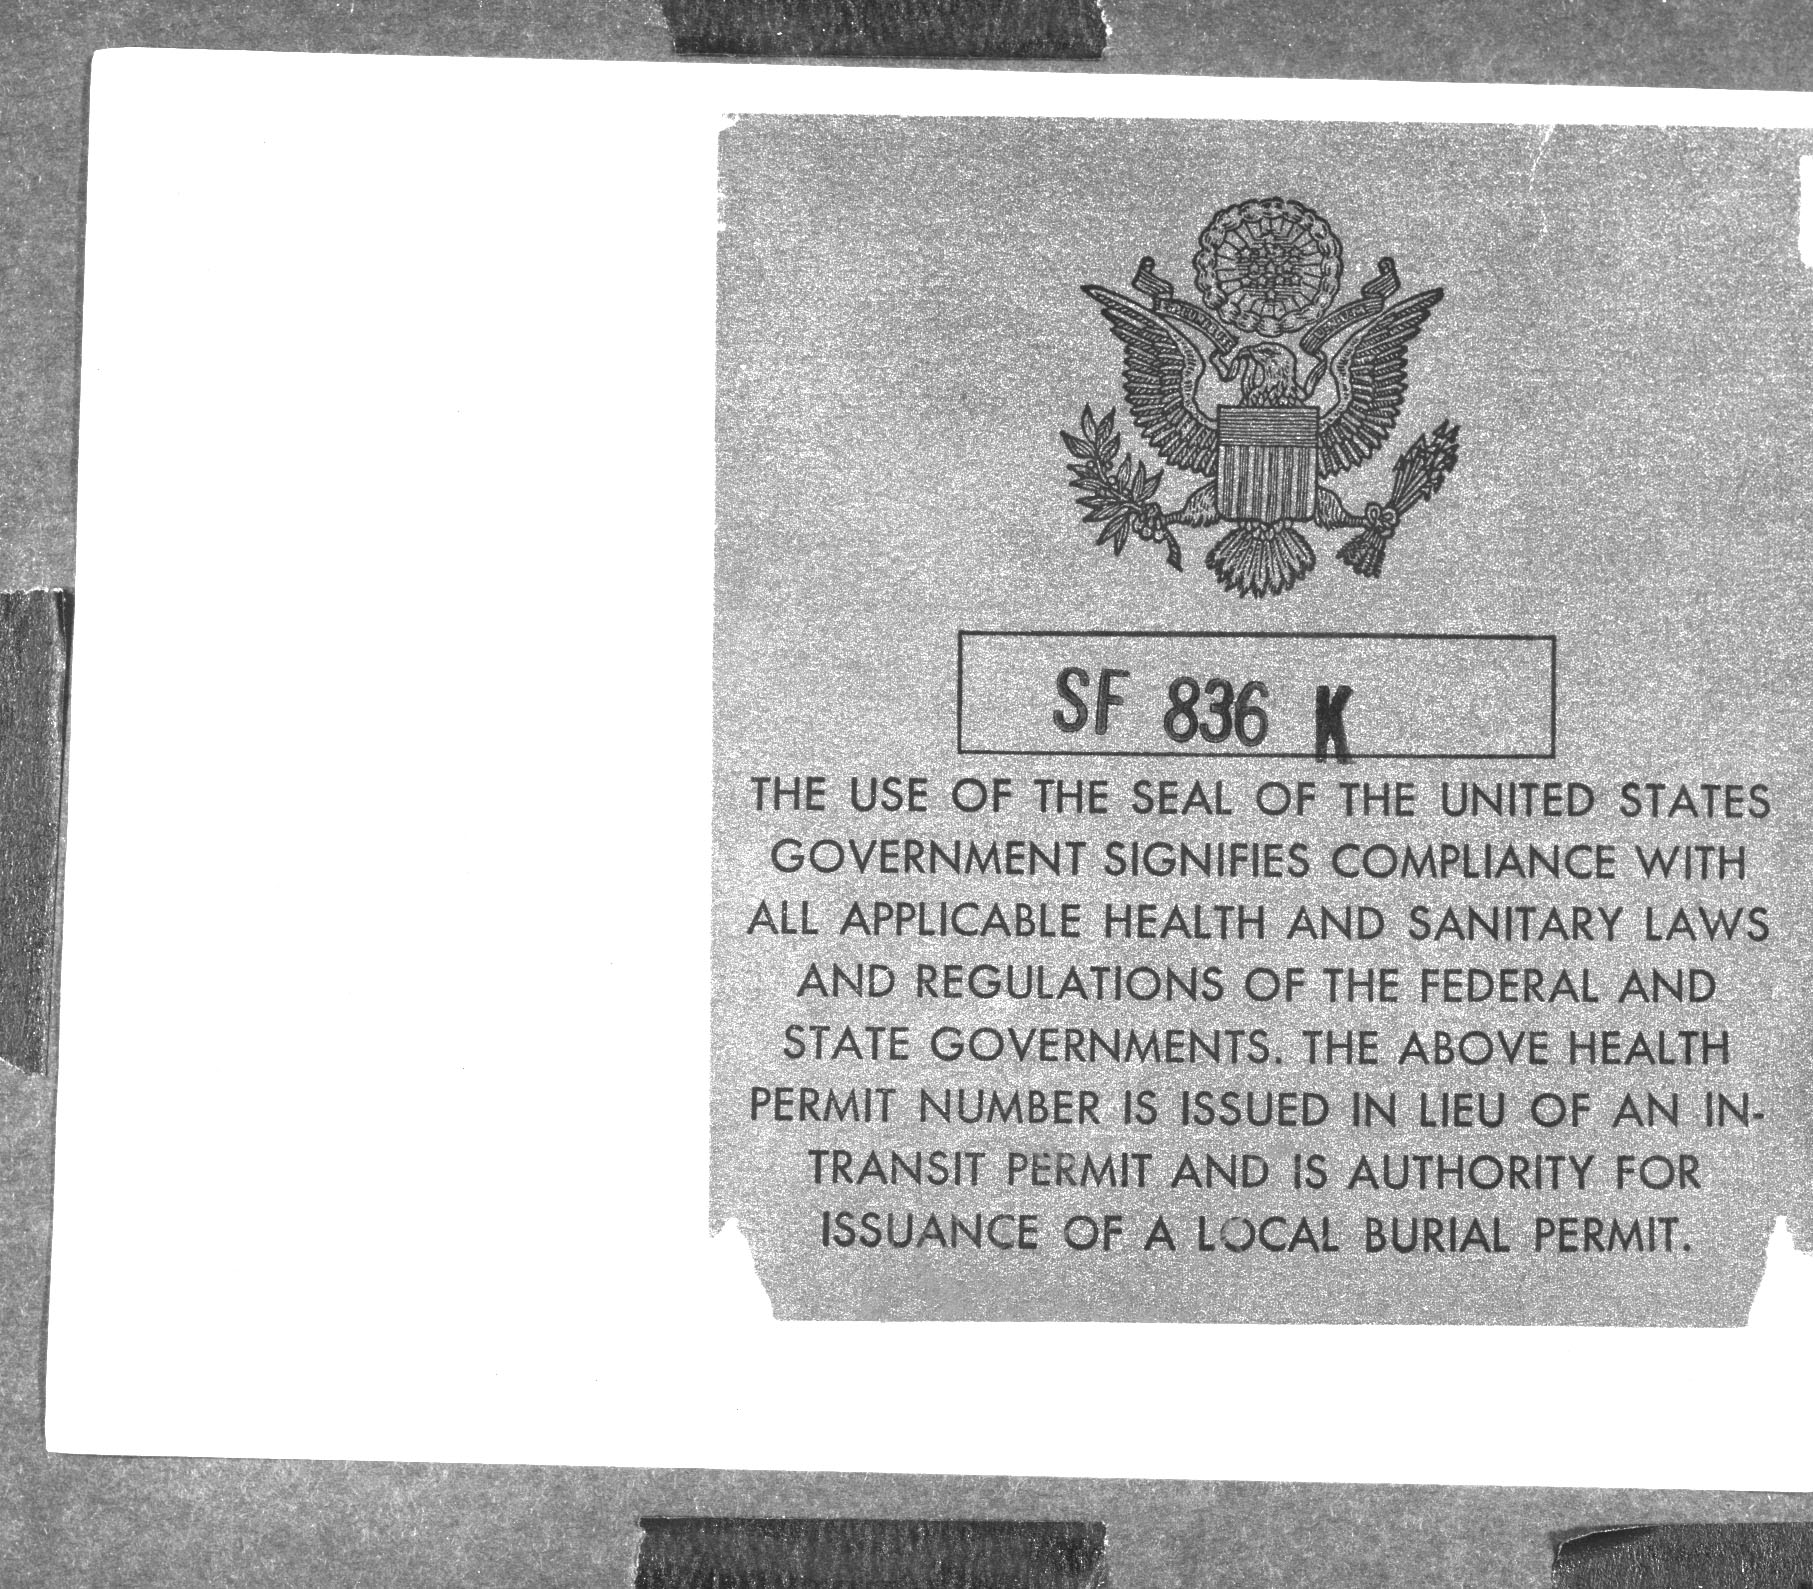 SF 836 K
THE USE OF THE SEAL OF THE UNITED STATES
GOVERNMENT SIGNIFIES COMPLIANCE WITH
ALL APPLICABLE HEALTH AND SANITARY LAWS
AND REGULATIONS OF THE FEDERAL AND
STATE GOVERNMENTS. THE ABOVE HEALTH
PERMIT NUMBER IS ISSUED IN LIEU OF AN IN-
TRANSIT PERMIT AND IS AUTHORITY FOR
ISSUANCE OF A LOCAL BURIAL PERMIT.